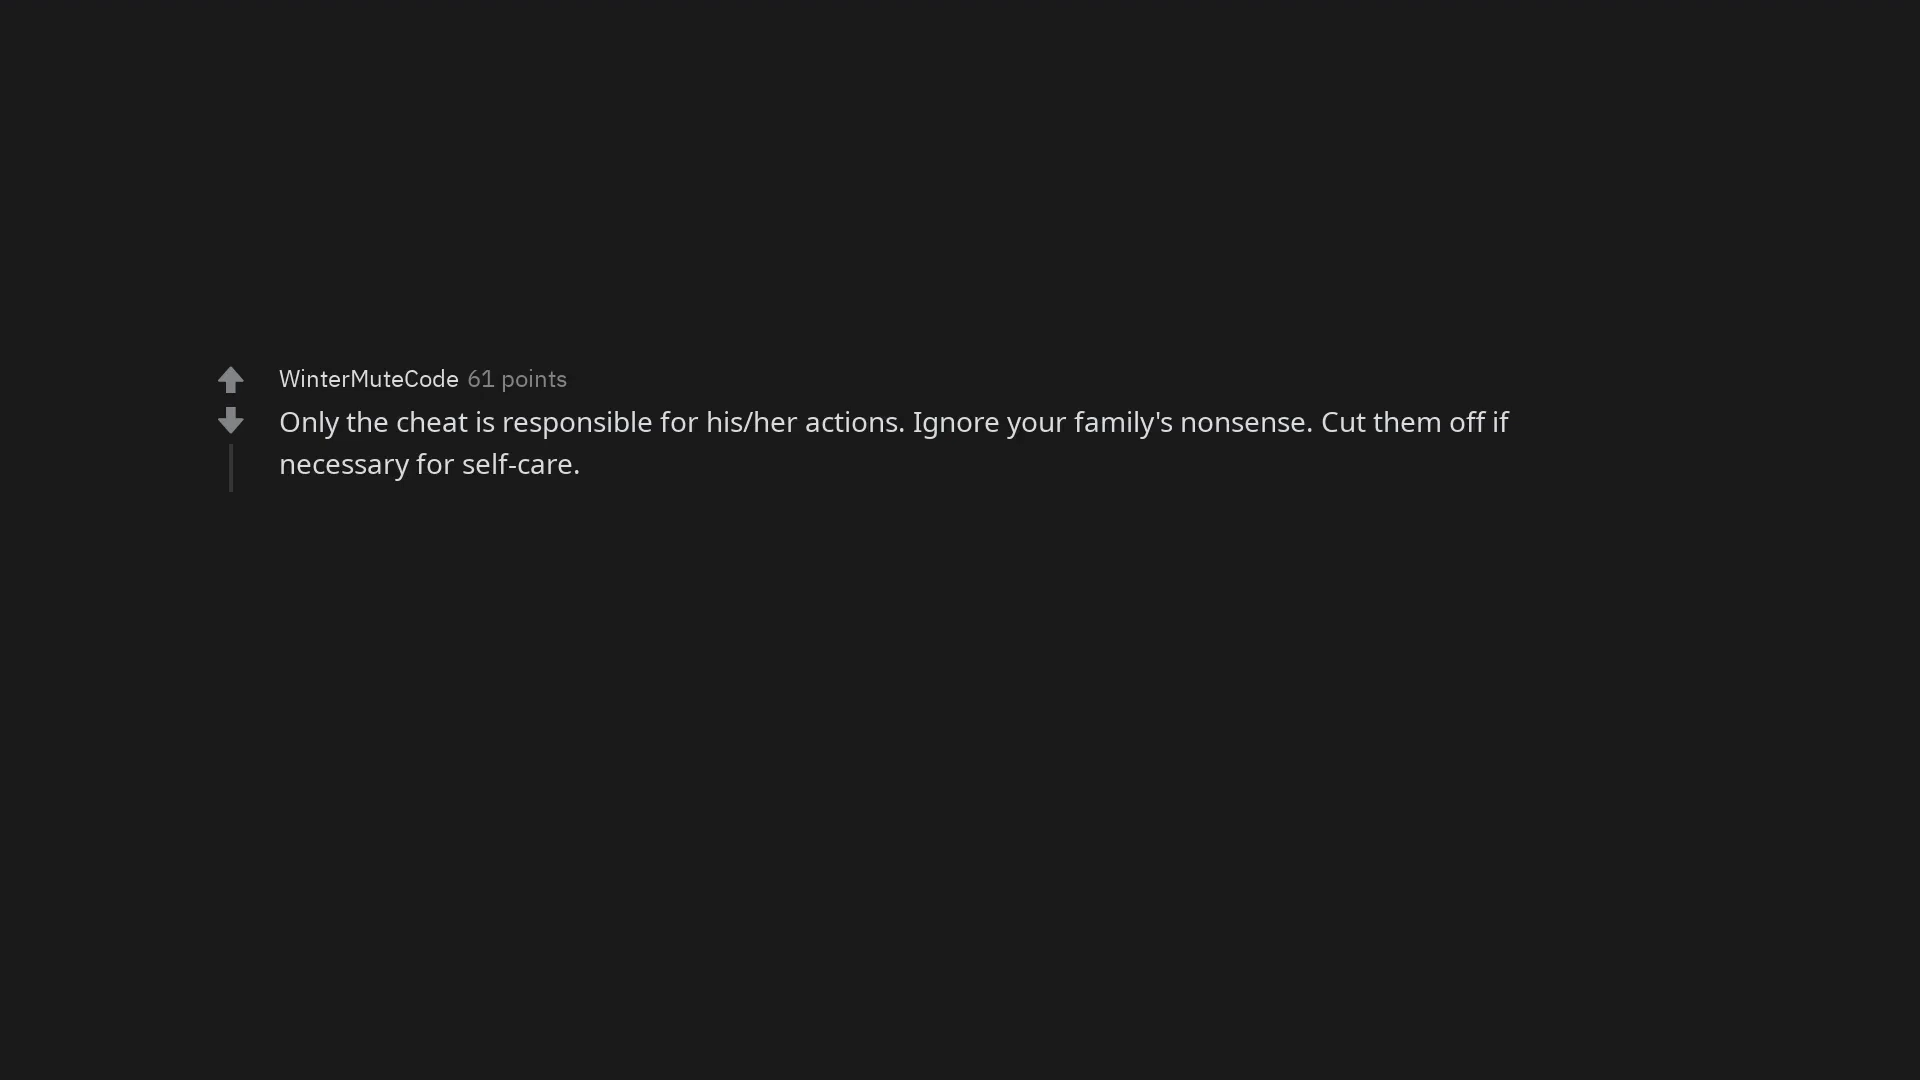 WinterMuteCode 61 points
Only the cheat is responsible for his/her actions. Ignore your family's nonsense. Cut them off if
necessary for self-care.